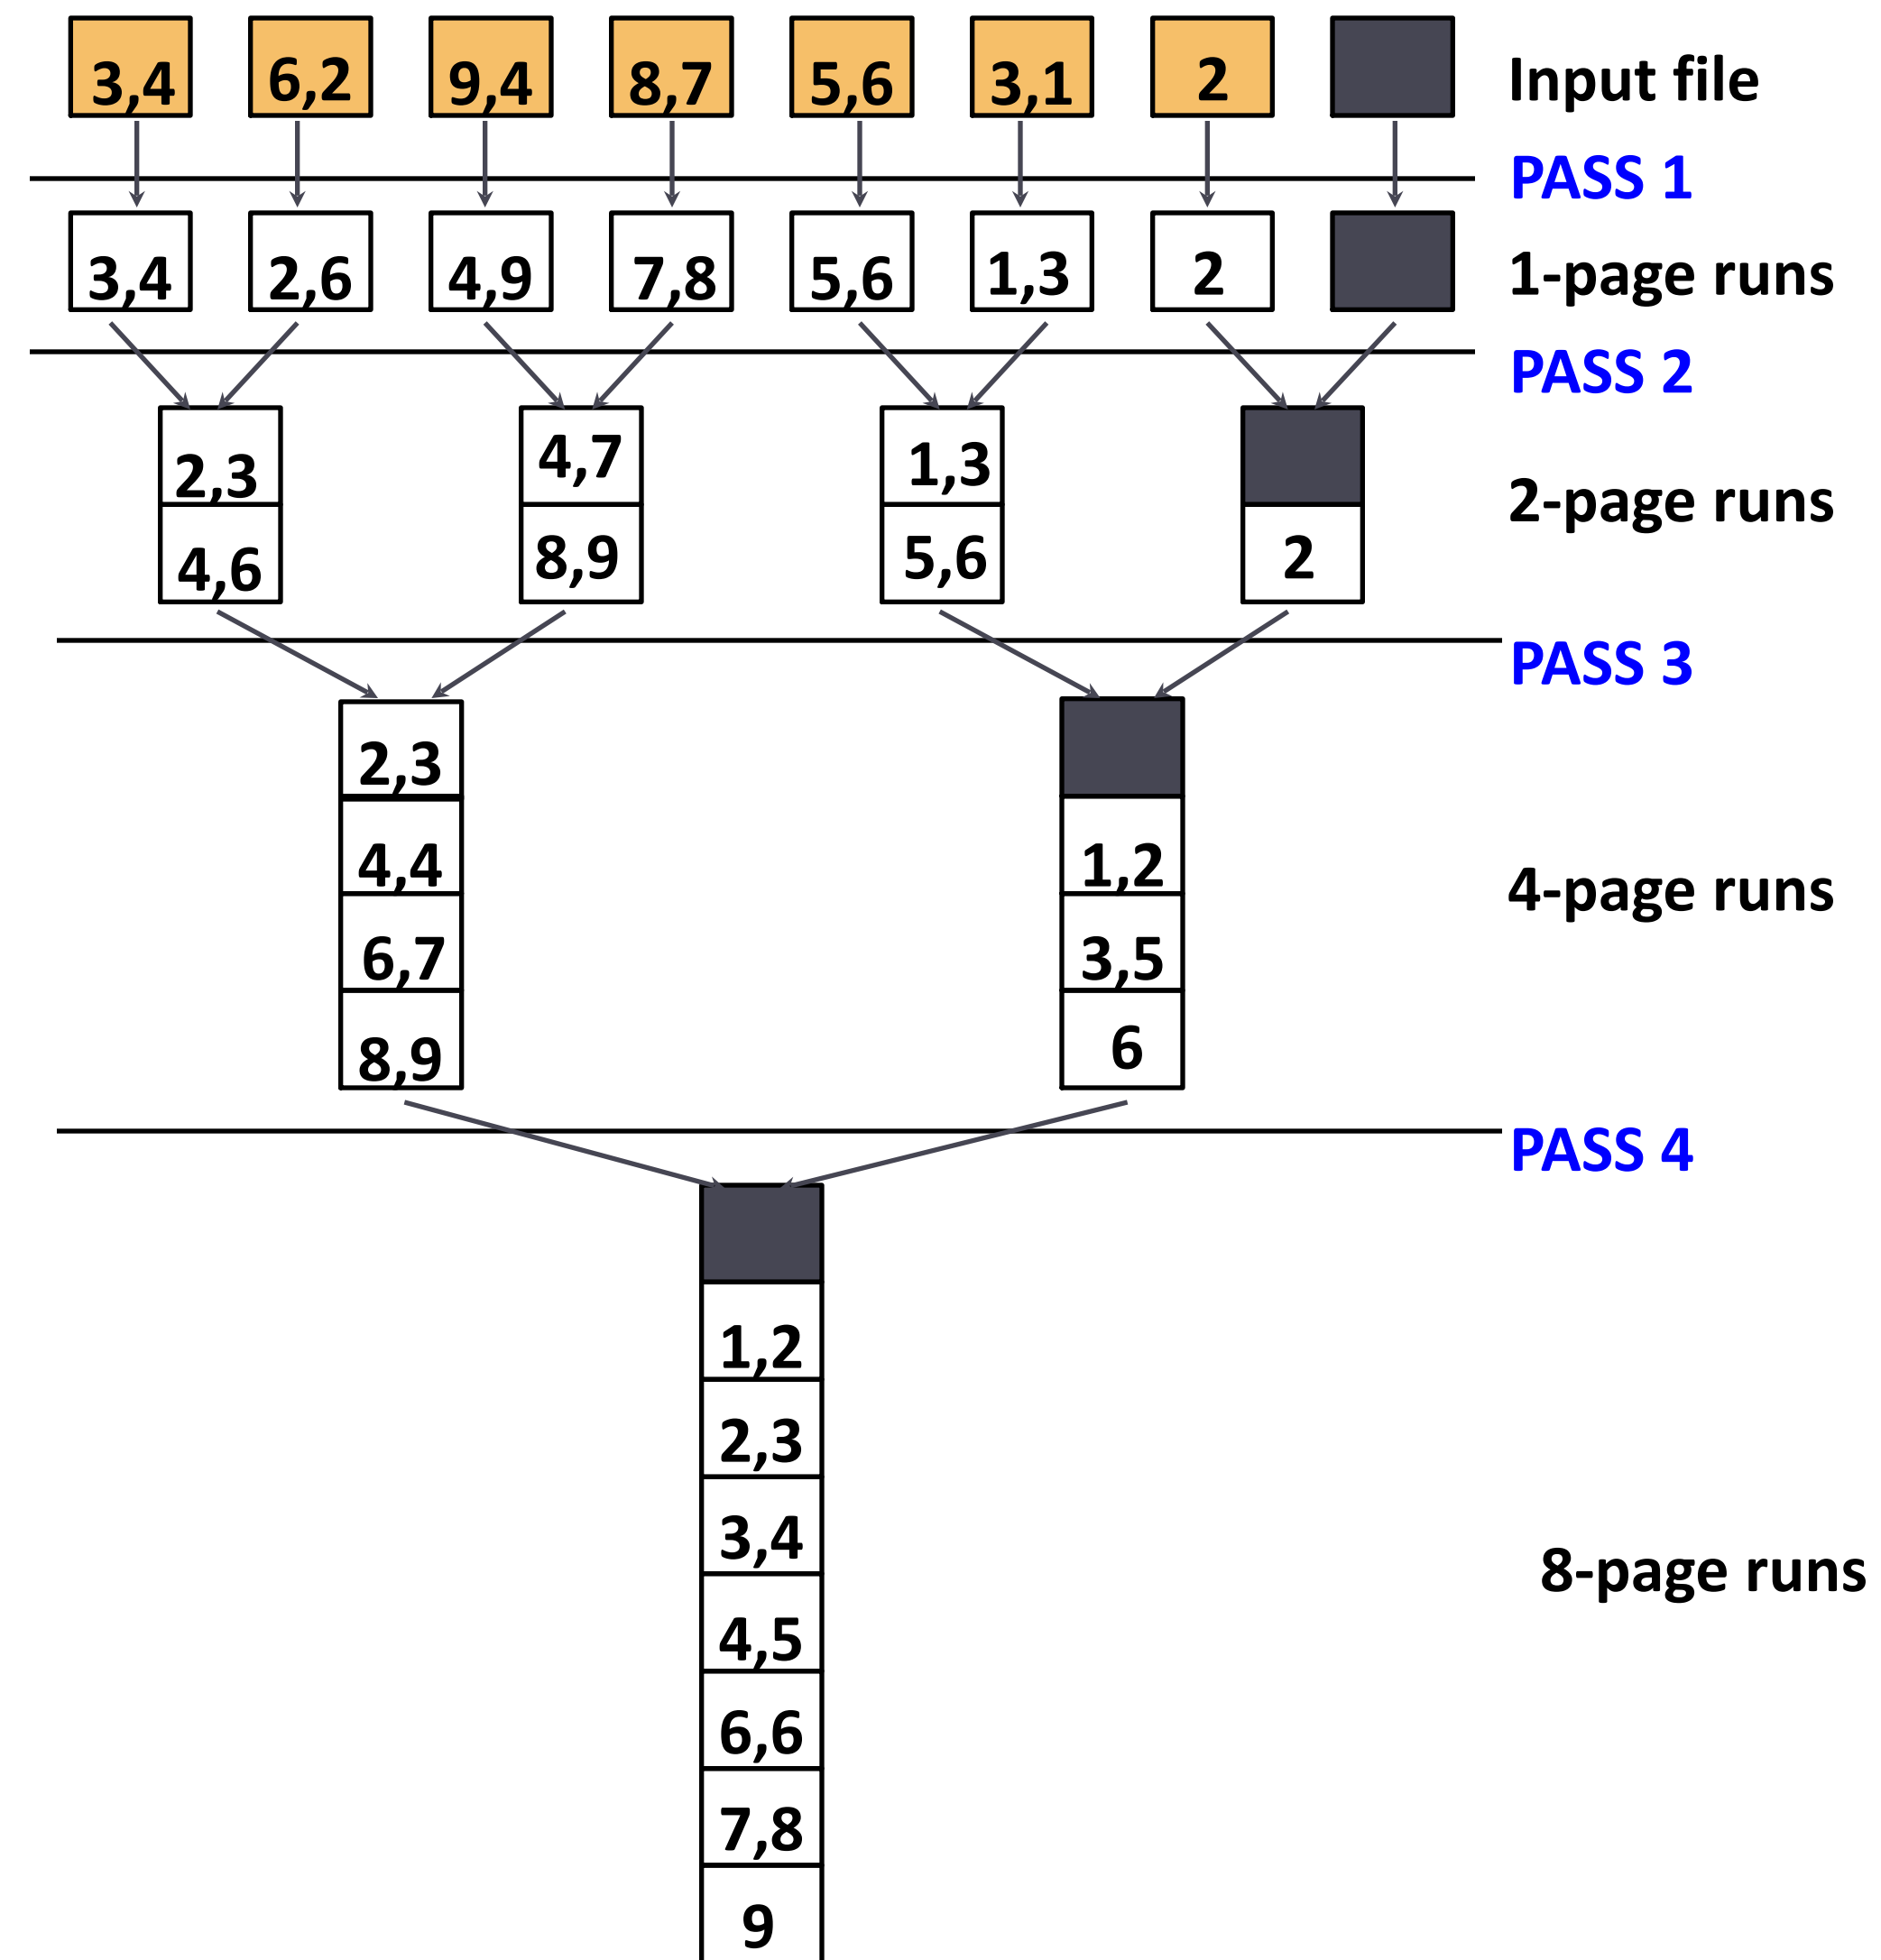 3,4 6,2 9,4 8,7 5,6 3,1 2 Input file
PASS 1
3,4 2,6 4,9 7,8 5,6 1,3 2 1-page runs
PASS 2
2,3 4,7 1,3
2-page runs
4,6 8,9 5,6 2
PASS 3
2,3
4,4 1,2 4-page runs
6,7 3,5
8,9 6
PASS 4
1,2
2,3
3,4
8-page runs
4,5
6,6
7,8
9